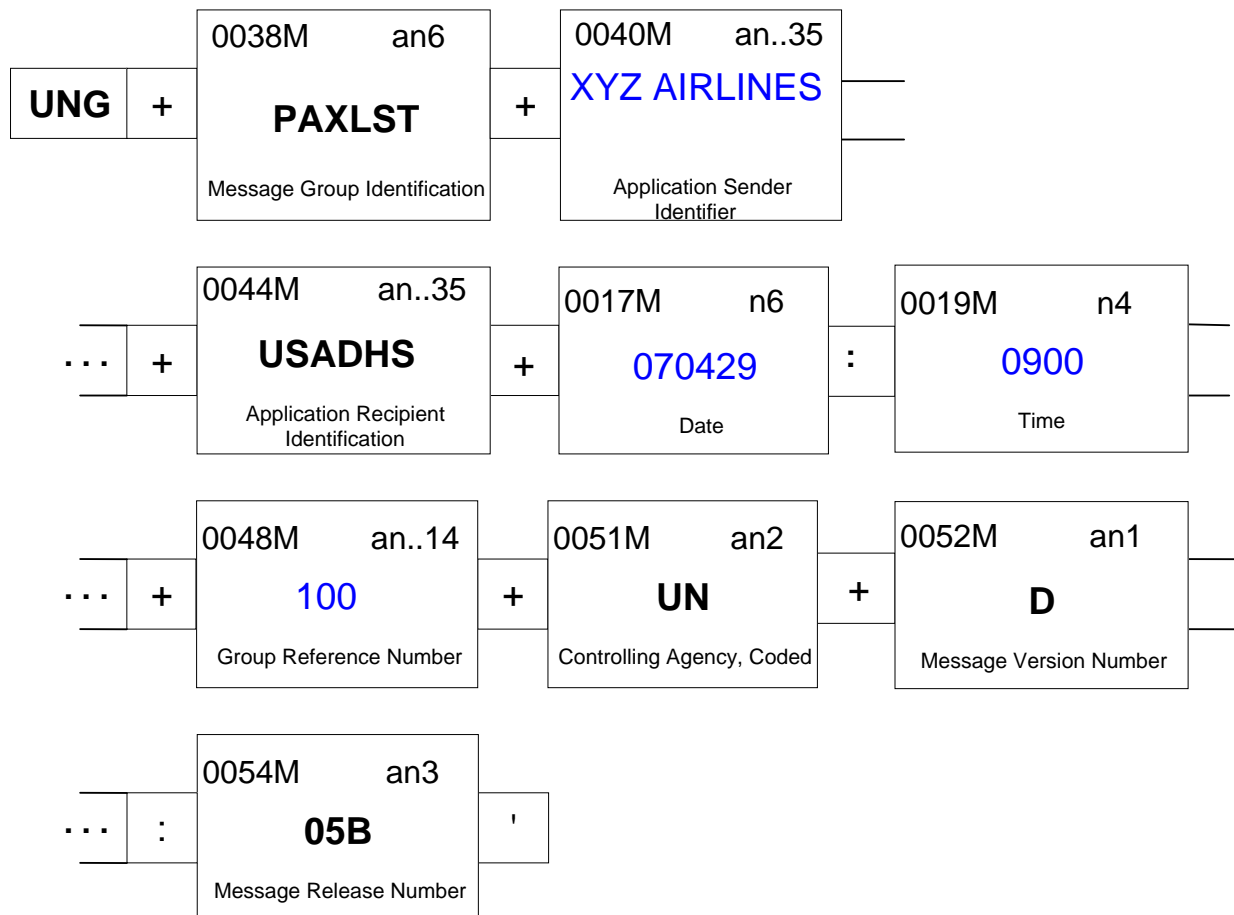 0038M an6 0040M an..35
UNG + PAXLST + XYZ AIRLINES
Message Group Identification Application Sender
Identifier
0044M an..35 0017M n6 0019M n4
... + USADHS + 070429 : 0900
Application Recipient
Identification Date Time
0048M an..14 0051M an2 0052M an1
... + 100 + UN + D
Group Reference Number Controlling Agency, Coded Message Version Number
0054M an3
... : 05B '
Message Release Number